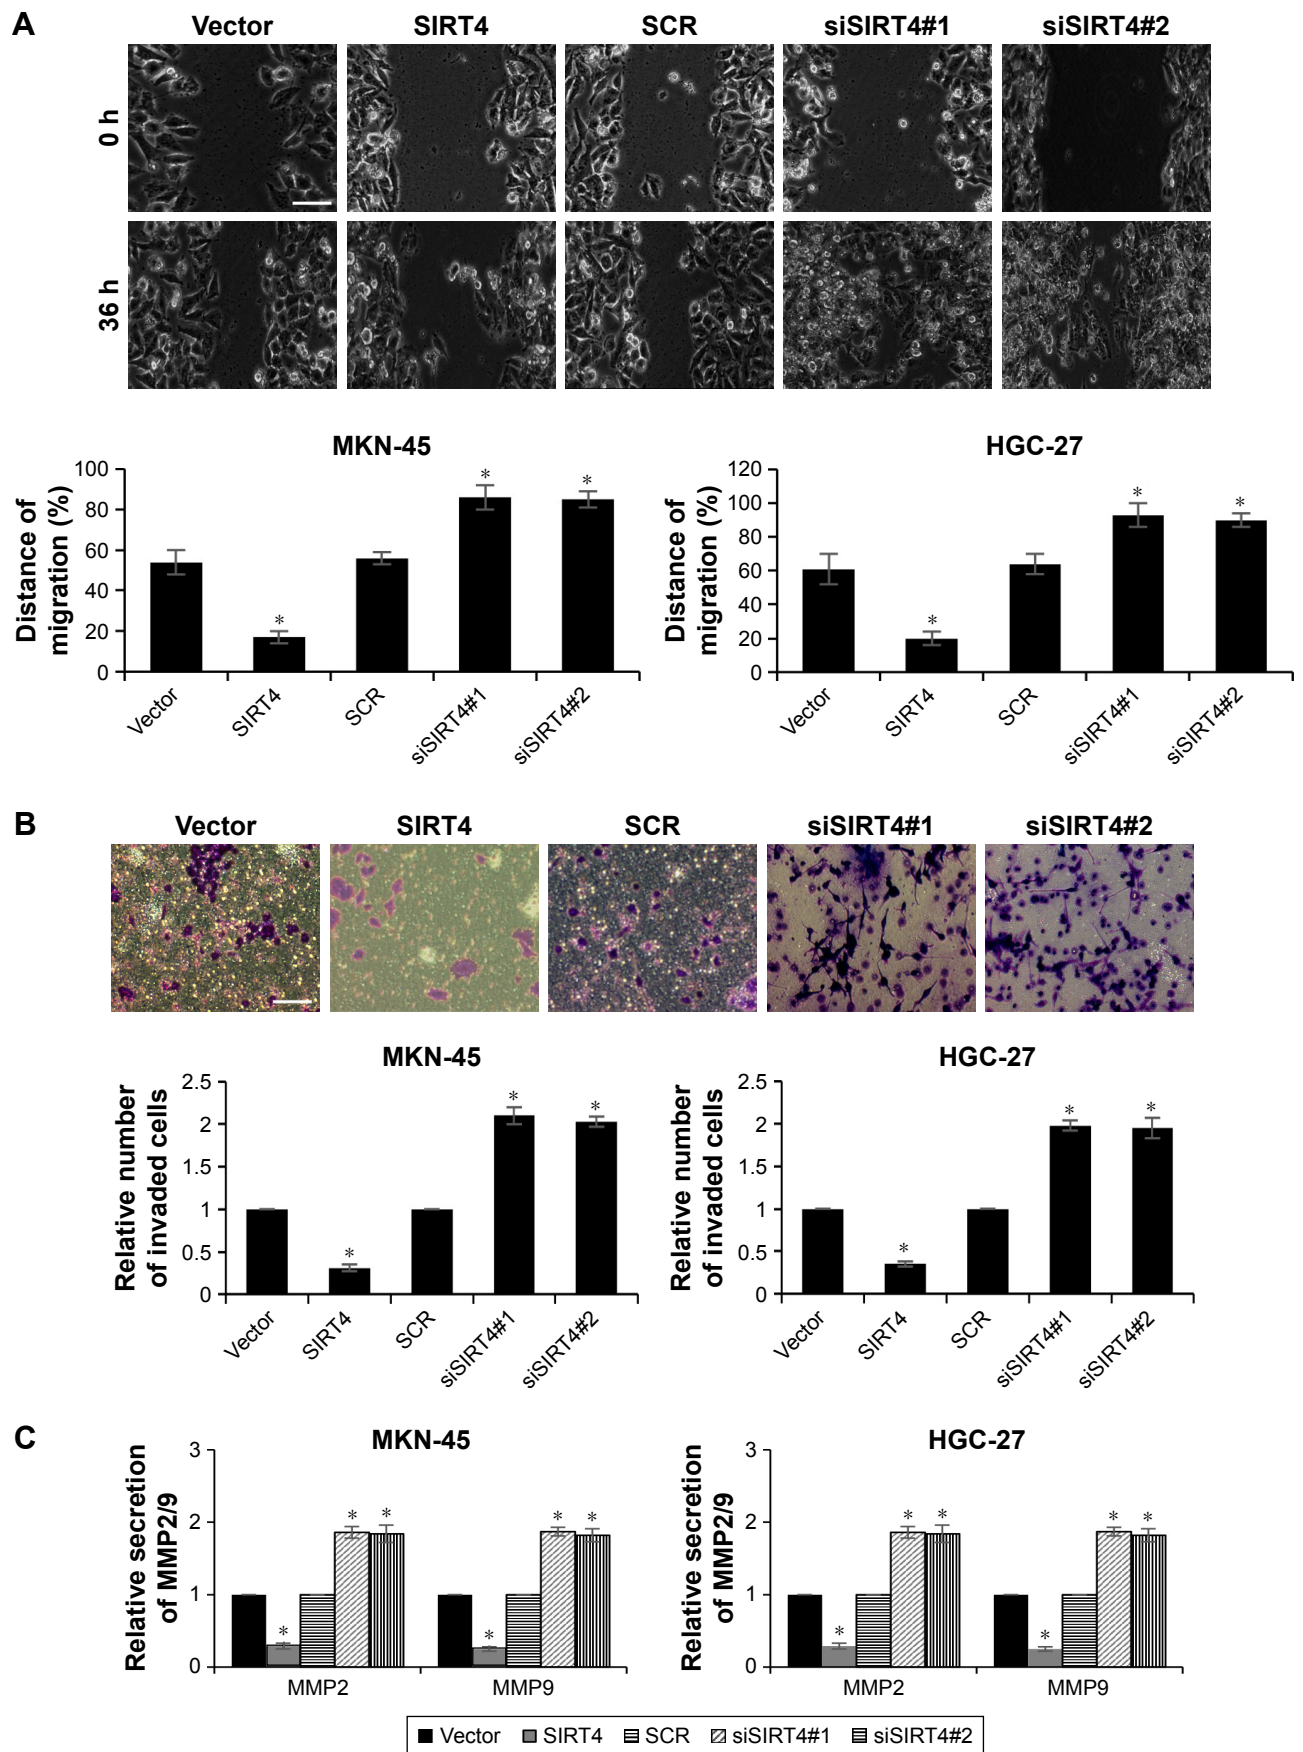 A
Vector SIRT4 SCR siSIRT4#1 siSIRT4#2
0 h
36 h
MKN-45
Distance of
migration (%)
100
80
60
40
20
0
*
*
*
Vector
SIRT4
SCR
siSIRT4#1
siSIRT4#2
HGC-27
Distance of
migration (%)
120
100
80
60
40
20
0
*
*
*
Vector
SIRT4
SCR
siSIRT4#1
siSIRT4#2
B
Vector SIRT4 SCR siSIRT4#1 siSIRT4#2
MKN-45
Relative number
of invaded cells
2.5
2
1.5
1
0.5
0
*
*
*
Vector
SIRT4
SCR
siSIRT4#1
siSIRT4#2
HGC-27
Relative number
of invaded cells
2.5
2
1.5
1
0.5
0
*
*
*
Vector
SIRT4
SCR
siSIRT4#1
siSIRT4#2
C
MKN-45
Relative secretion
of MMP2/9
3
2
1
0
* * *
* * *
MMP2 MMP9
HGC-27
Relative secretion
of MMP2/9
3
2
1
0
* * *
* * *
MMP2 MMP9
Vector SIRT4 SCR siSIRT4#1 siSIRT4#2